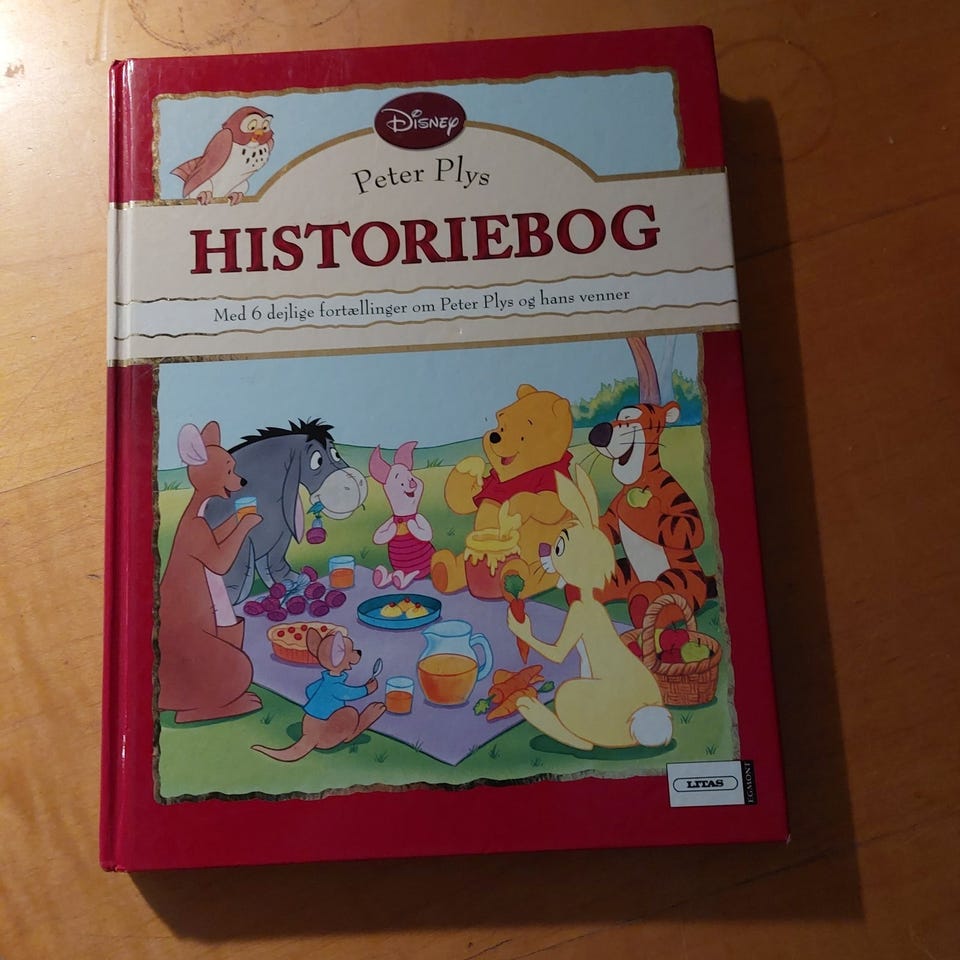 Disney
Peter Plys
HISTORIEBOG
Med 6 dejlige fortællinger om Peter Plys og hans venner
LITAS
EGMONT